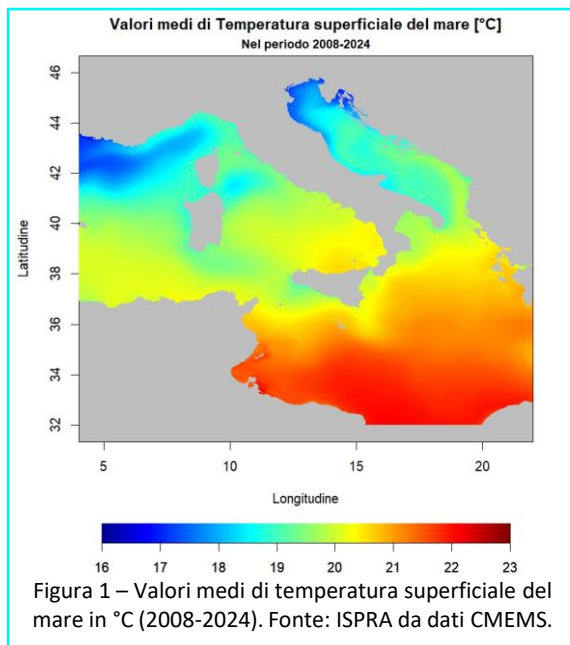 Valori medi di Temperatura superficiale del mare [°C]
Nel periodo 2008-2024
46
44
42
40
38
36
34
32
Latitudine
5 10 15 20
Longitudine
16 17 18 19 20 21 22 23
Figura 1 – Valori medi di temperatura superficiale del
mare in °C (2008-2024). Fonte: ISPRA da dati CMEMS.